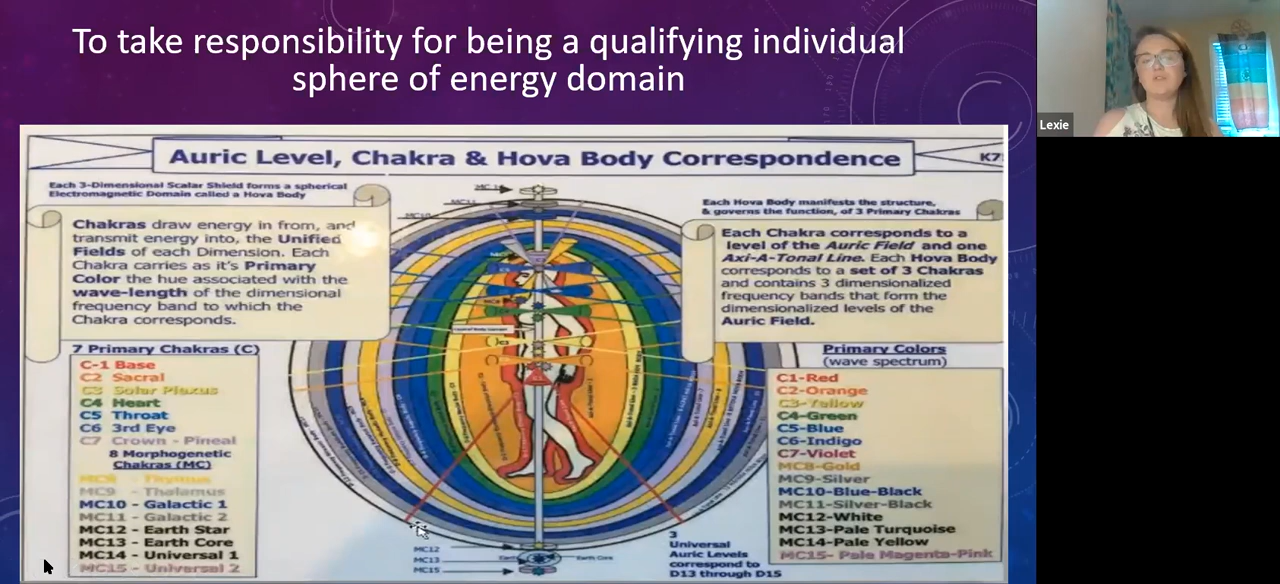 To take responsibility for being a qualifying individual
sphere of energy domain
Lexie
Auric Level, Chakra & Hova Body Correspondence
K7
Each 3-Dimensional Scalar Shield forms a spherical
Electromagnetic Domain called a Hova Body
Chakras draw energy in from, and
transmit energy into, the Unified
Fields of each Dimension. Each
Chakra carries as it's Primary
Color the hue associated with the
wave-length of the dimensional
frequency band to which the
Chakra corresponds.
Each Hova Body manifests the structure,
& governs the function, of 3 Primary Chakras
Each Chakra corresponds to a
level of the Auric Field and one
Axi-A-Tonal Line. Each Hova Body
corresponds to a set of 3 Chakras
and contains 3 dimensionalized
frequency bands that form the
dimensionalized levels of the
Auric Field.
7 Primary Chakras (C)
C-1 Base
C2 Sacral
C3 Solar Plexus
C4 Heart
C5 Throat
C6 3rd Eye
C7 Crown - Pineal
8 Morphogenetic
Chakras (MC)
MC8 - Thymus
MC9 - Thalamus
MC10 - Galactic 1
MC11 - Galactic 2
MC12 - Earth Star
MC13 - Earth Core
MC14 - Universal 1
MC15 - Universal 2
MC12
MC13
MC15
Earth Core
3
Universal
Auric Levels
correspond to
D13 through D15
Primary Colors
(wave spectrum)
C1-Red
C2-Orange
C3-Yellow
C4-Green
C5-Blue
C6-Indigo
C7-Violet
MC8-Gold
MC9-Silver
MC10-Blue-Black
MC11-Silver-Black
MC12-White
MC13-Pale Turquoise
MC14-Pale Yellow
MC15- Pale Magenta-Pink